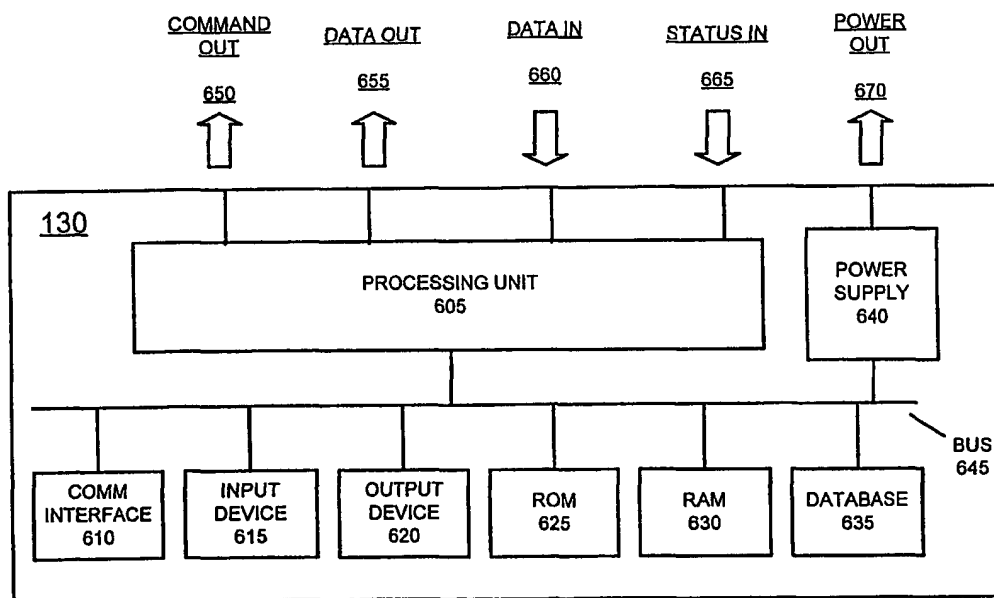 COMMAND
OUT
650
DATA OUT
655
DATA IN
660
STATUS IN
665
POWER
OUT
670
130
PROCESSING UNIT
605
POWER
SUPPLY
640
BUS
645
COMM
INTERFACE
610
INPUT
DEVICE
615
OUTPUT
DEVICE
620
ROM
625
RAM
630
DATABASE
635